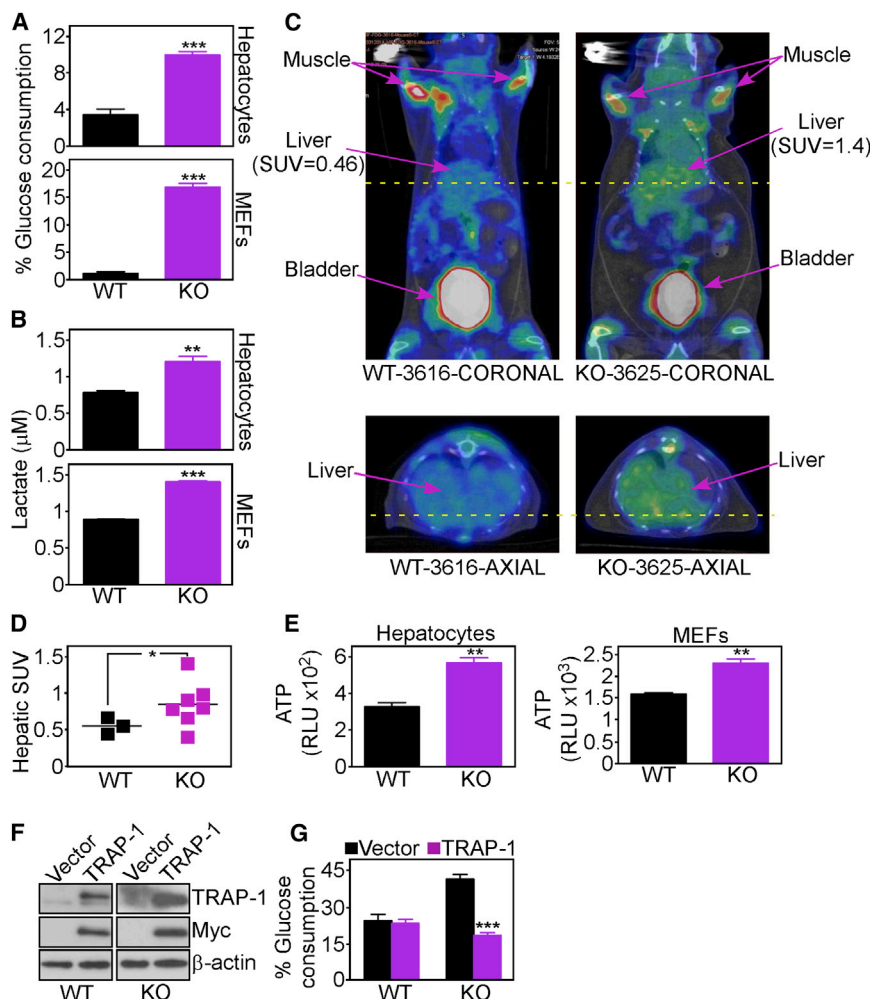 A
12
8
4
0
***
Hepatocytes
% Glucose consumption
20
15
10
5
0
***
MEFs
WT KO
B
1.5
1
0.5
0
**
Hepatocytes
Lactate (μM)
1.5
1
0.5
0
***
MEFs
WT KO
C
Muscle
Muscle
Liver
(SUV=0.46)
Liver
(SUV=1.4)
Bladder
Bladder
WT-3616-CORONAL
KO-3625-CORONAL
Liver
Liver
WT-3616-AXIAL
KO-3625-AXIAL
D
Hepatic SUV
1.5
1
0.5
0
*
WT KO
E
Hepatocytes
ATP
(RLU x10²)
6
4
2
0
**
WT KO
MEFs
ATP
(RLU x10³)
2.5
2
1.5
1
0.5
0
**
WT KO
F
Vector
TRAP-1
Vector
TRAP-1
TRAP-1
Myc
β-actin
WT KO
G
Vector TRAP-1
% Glucose
consumption
45
30
15
0
***
WT KO